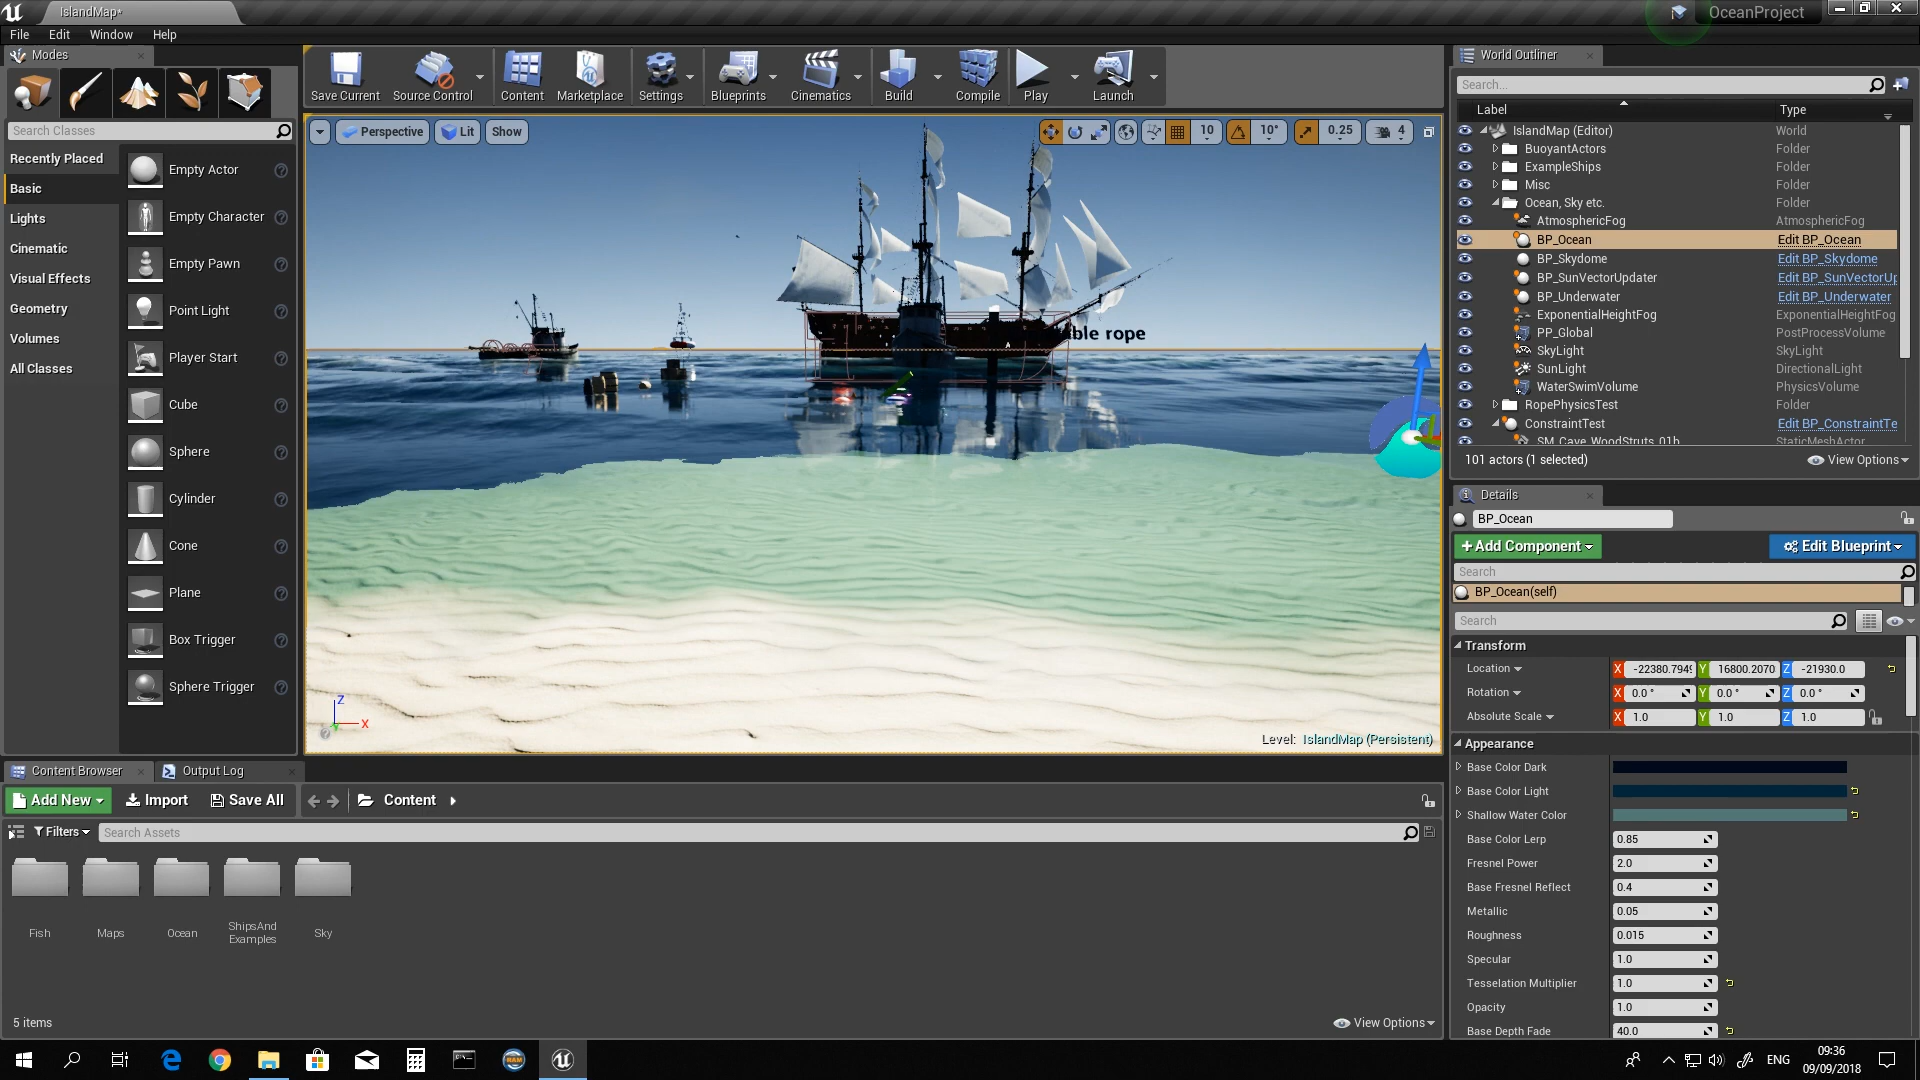 IslandMap*
OceanProject
File Edit Window Help
Modes
Search Classes
Recently Placed
Basic
Lights
Cinematic
Visual Effects
Geometry
Volumes
All Classes
Empty Actor
Empty Character
Empty Pawn
Point Light
Player Start
Cube
Sphere
Cylinder
Cone
Plane
Box Trigger
Sphere Trigger
Save Current Source Control Content Marketplace Settings Blueprints Cinematics Build Compile Play Launch
Perspective Lit Show
10 10° 0.25 4
ble rope
Z
X
Level: IslandMap (Persistent)
World Outliner
Search...
Label Type
IslandMap (Editor) World
BuoyantActors Folder
ExampleShips Folder
Misc Folder
Ocean, Sky etc. Folder
AtmosphericFog AtmosphericFog
BP_Ocean Edit BP_Ocean
BP_Skydome Edit BP_Skydome
BP_SunVectorUpdater Edit BP_SunVectorUp
BP_Underwater Edit BP_Underwater
ExponentialHeightFog ExponentialHeightFog
PP_Global PostProcessVolume
SkyLight SkyLight
SunLight DirectionalLight
WaterSwimVolume PhysicsVolume
RopePhysicsTest Folder
ConstraintTest Edit BP_ConstraintTe
SM_Cave_WoodStruts_01b StaticMeshActor
101 actors (1 selected) View Options
Details
BP_Ocean
+Add Component Edit Blueprint
Search
BP_Ocean(self)
Search
Transform
Location X -22380.7949 Y 16800.2070 Z -21930.0
Rotation X 0.0 ° Y 0.0 ° Z 0.0 °
Absolute Scale X 1.0 Y 1.0 Z 1.0
Appearance
Base Color Dark
Base Color Light
Shallow Water Color
Base Color Lerp 0.85
Fresnel Power 2.0
Base Fresnel Reflect 0.4
Metallic 0.05
Roughness 0.015
Specular 1.0
Tesselation Multiplier 1.0
Opacity 1.0
Base Depth Fade 40.0
Content Browser Output Log
Add New Import Save All Content
Filters Search Assets
Fish
Maps
Ocean
ShipsAnd
Examples
Sky
5 items View Options
ENG
09:36
09/09/2018